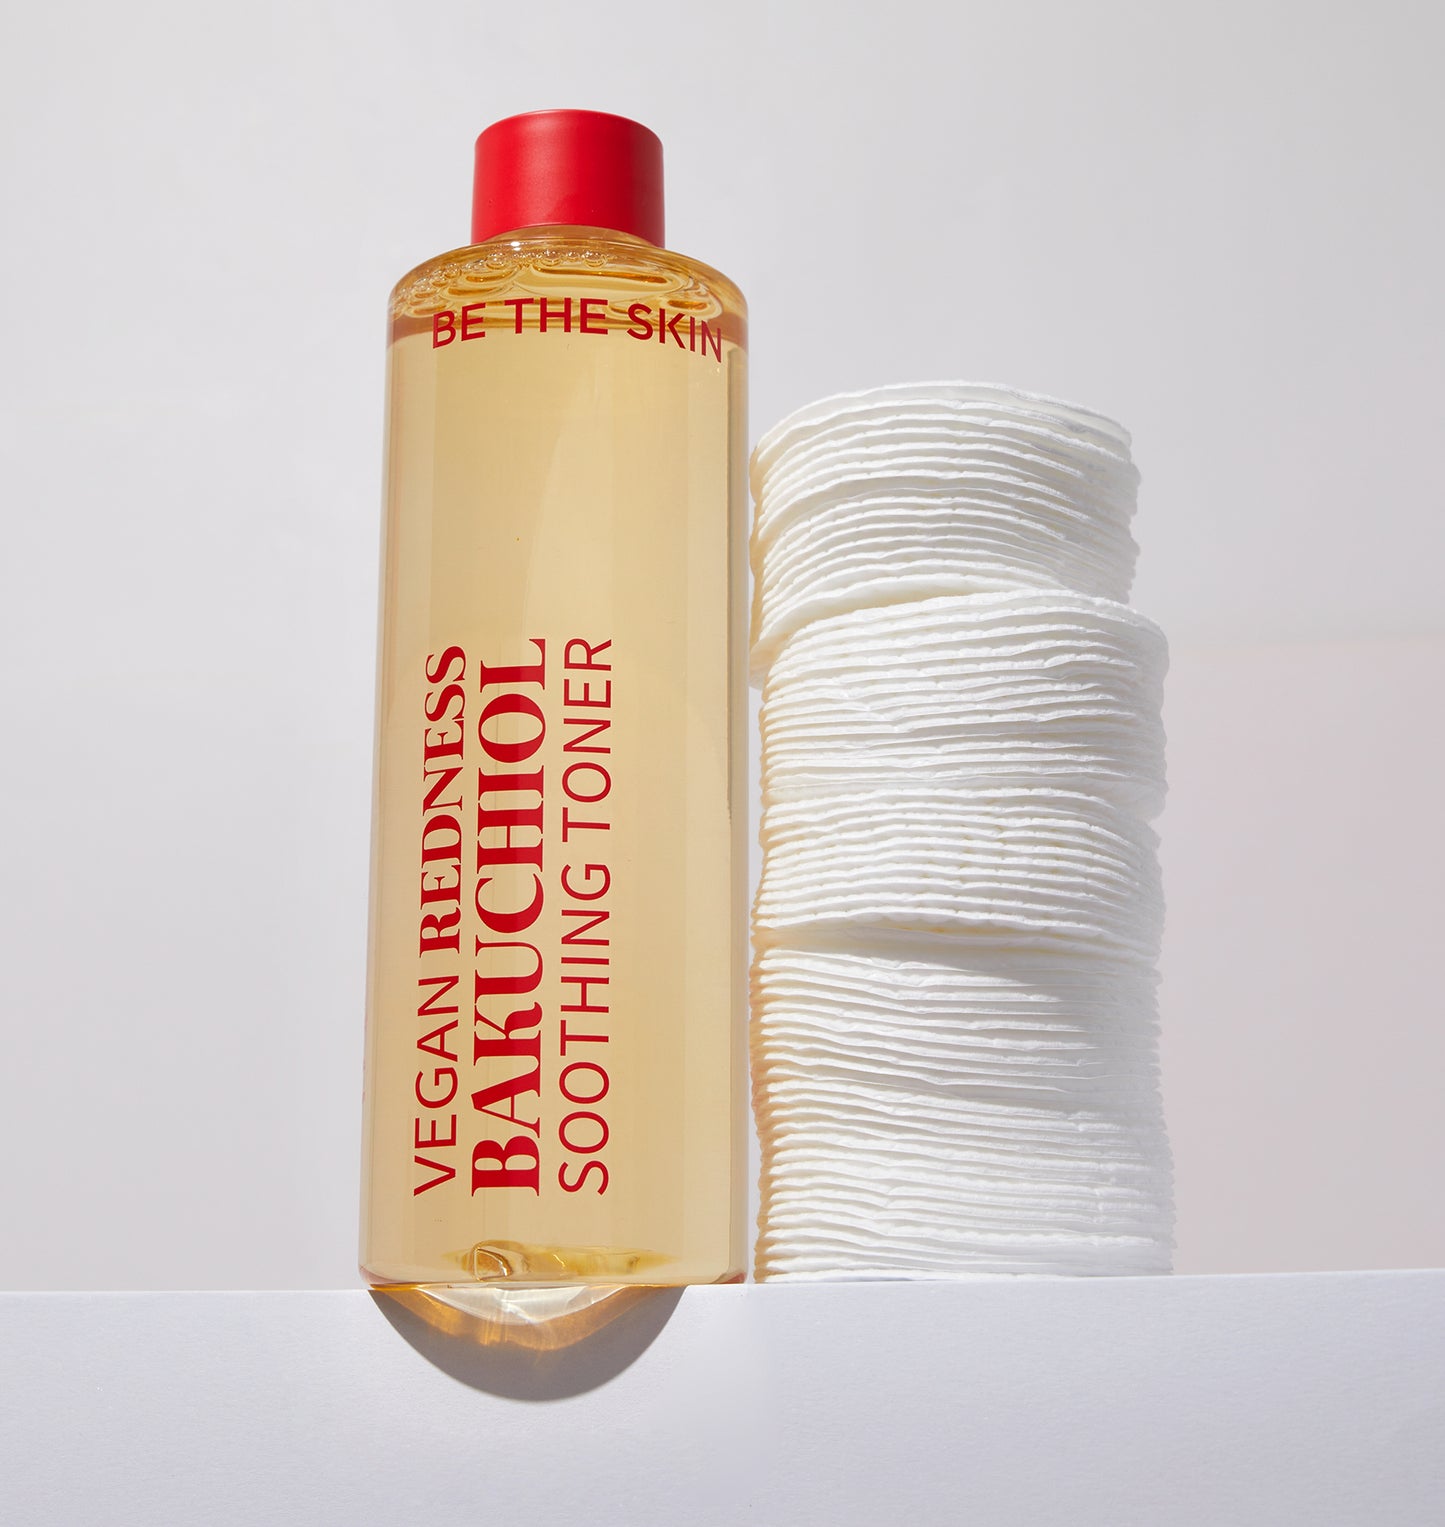 BE THE SKIN
VEGAN REDNESS
BAKUCHIOL
SOOTHING TONER